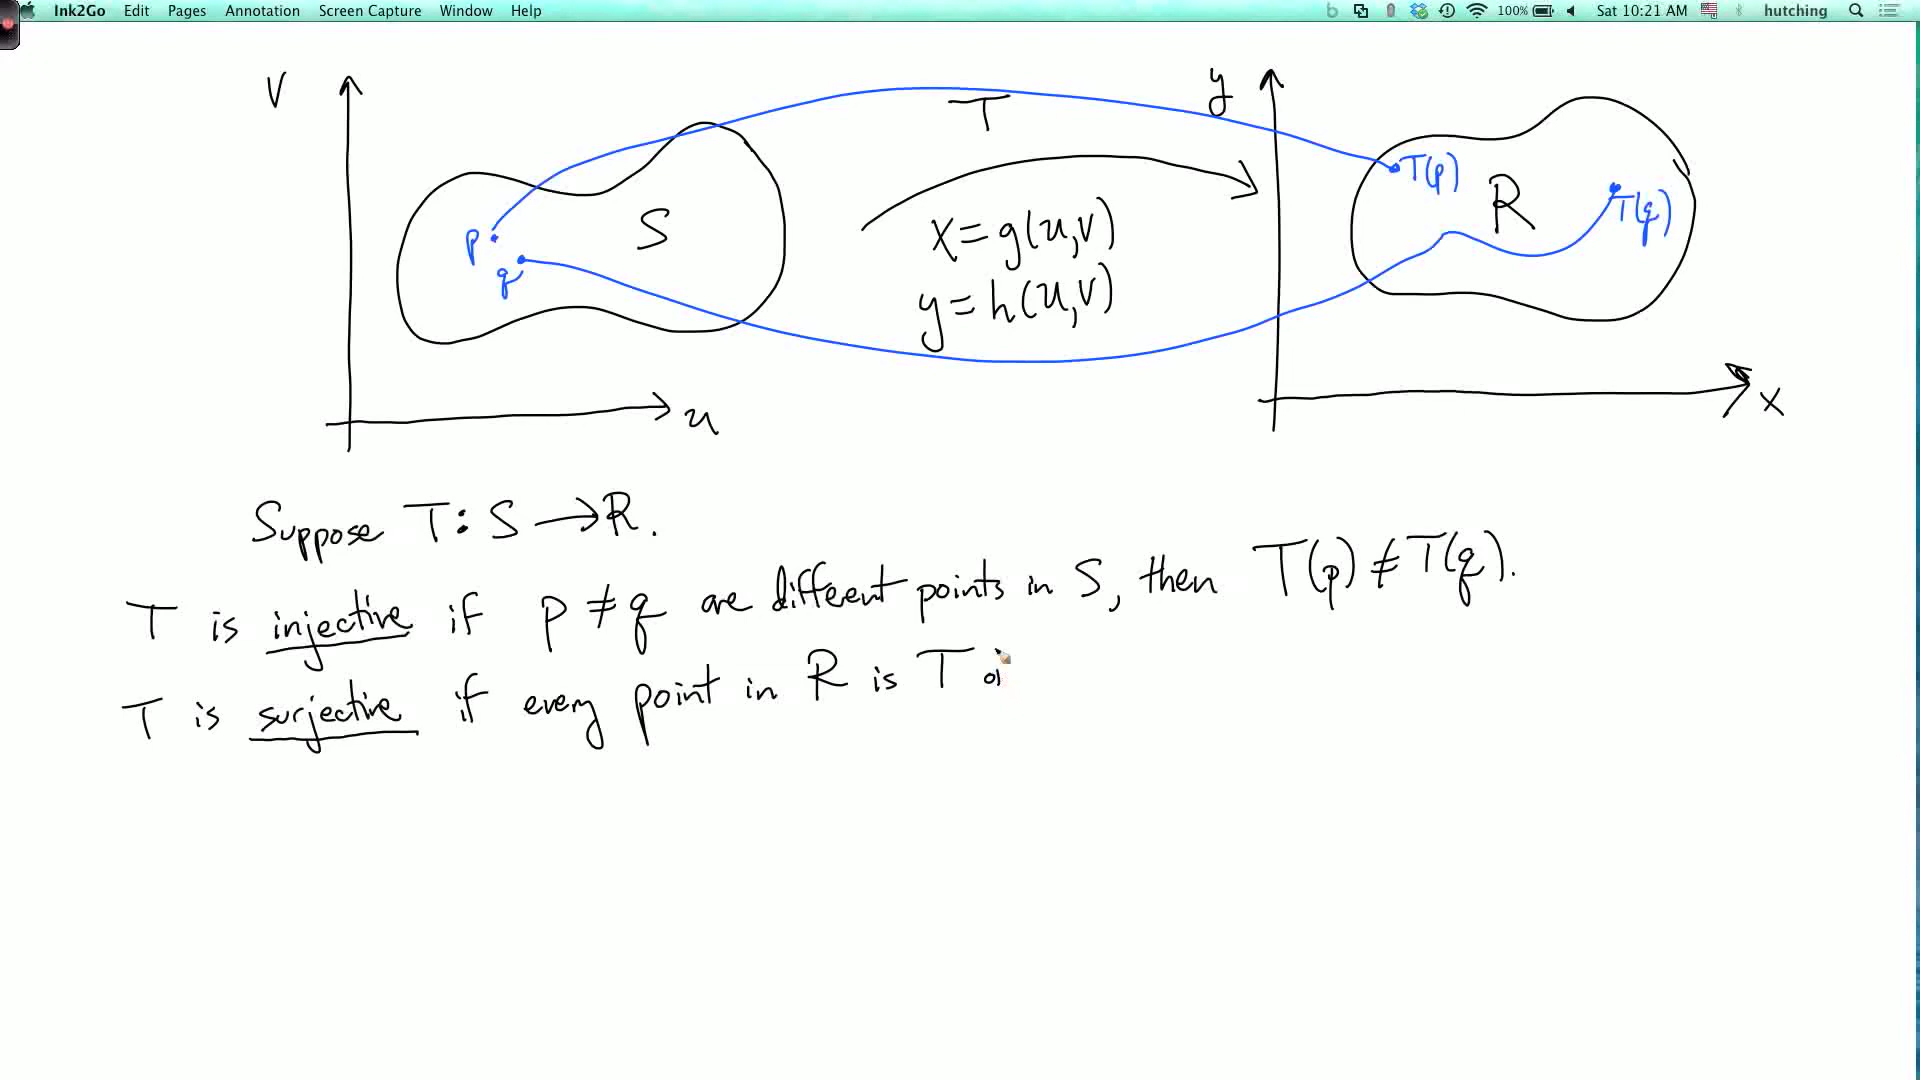 Ink2Go Edit Pages Annotation Screen Capture Window Help 100% Sat 10:21 AM hutching
V
T
y
S
p
q
x = g(u,v)
y = h(u,v)
T(p)
R
T(q)
u
x
Suppose T: S → R.
T is injective if p ≠ q are different points in S, then T(p) ≠ T(q).
T is surjective if every point in R is T o